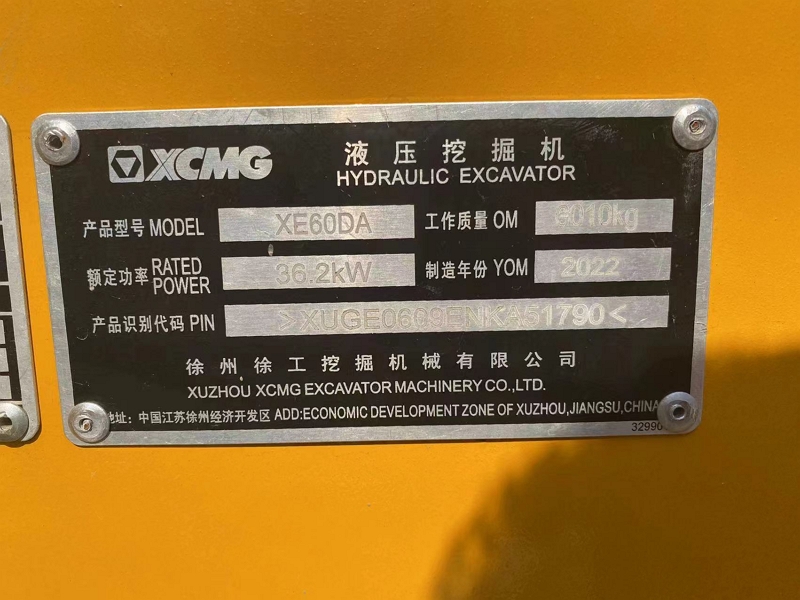 XCMG
液压挖掘机
HYDRAULIC EXCAVATOR
产品型号 MODEL XE60DA 工作质量 OM 6010kg
额定功率 RATED POWER 36.2kW 制造年份 YOM 2022
产品识别代码 PIN >XUGE0609ENKA51790<
徐州徐工挖掘机械有限公司
XUZHOU XCMG EXCAVATOR MACHINERY CO.,LTD.
地址: 中国江苏徐州经济开发区 ADD:ECONOMIC DEVELOPMENT ZONE OF XUZHOU,JIANGSU,CHINA